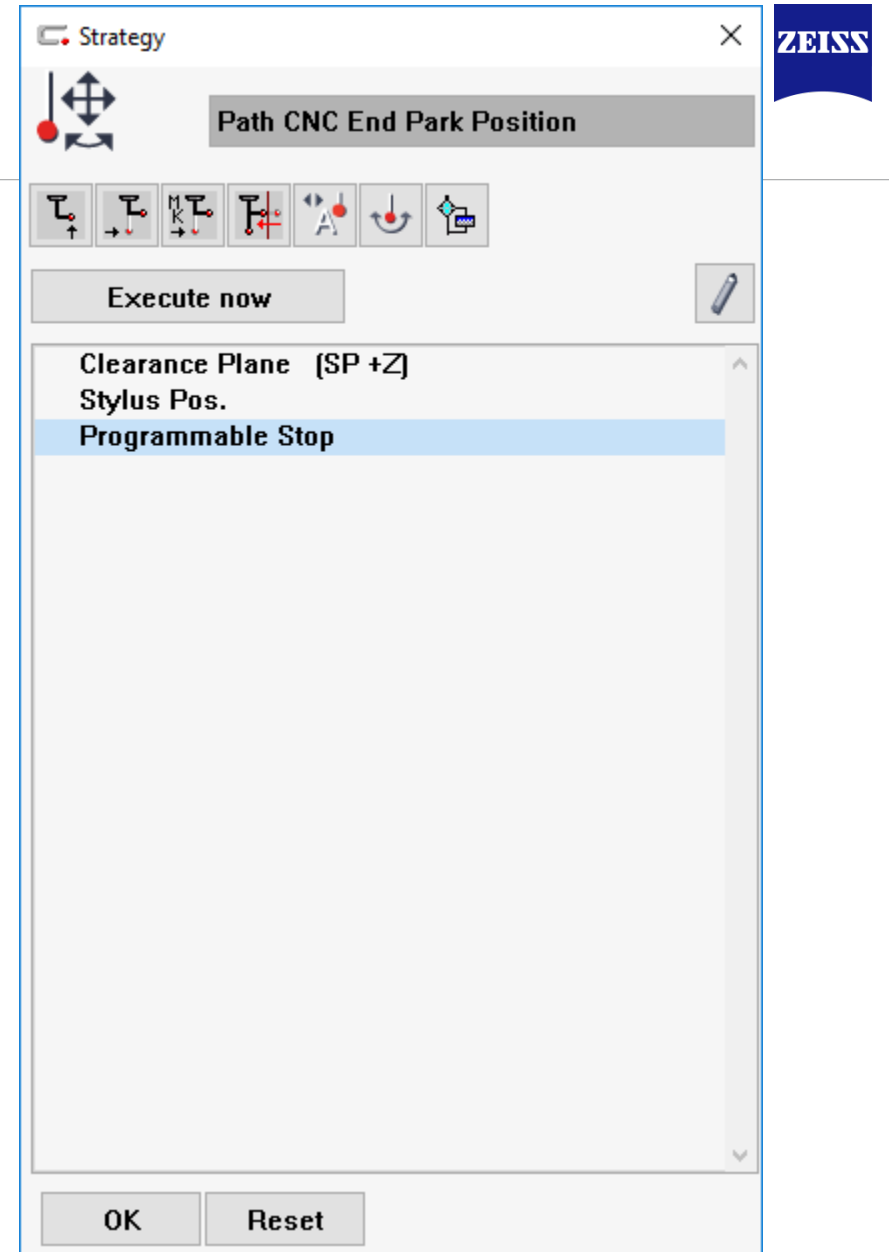 Strategy
ZEISS
Path CNC End Park Position
M
K
A
Execute now
Clearance Plane (SP +Z)
Stylus Pos.
Programmable Stop
OK
Reset